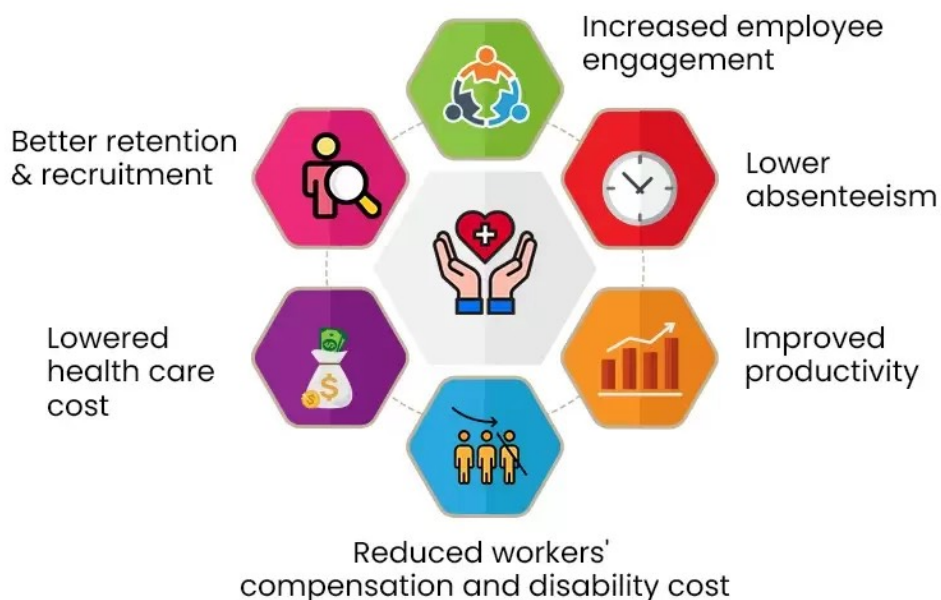 Increased employee
engagement
Better retention
& recruitment
Lower
absenteeism
Lowered
health care
cost
Improved
productivity
Reduced workers'
compensation and disability cost
$
$
$